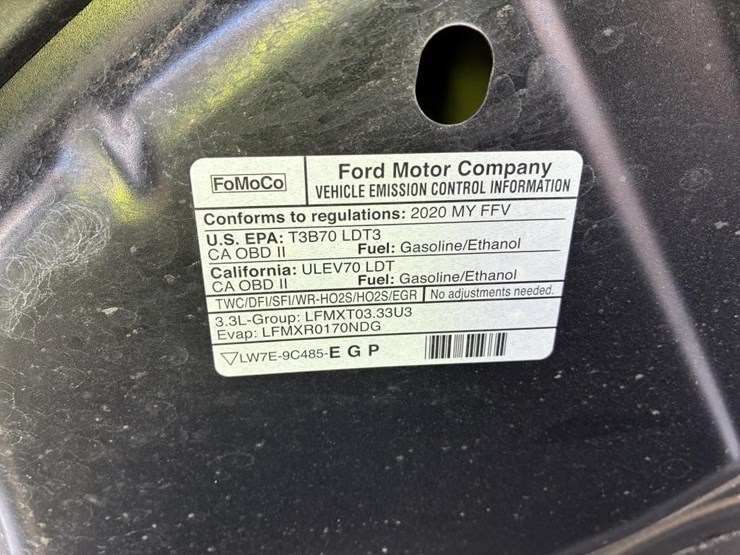 FoMoCo
Ford Motor Company
VEHICLE EMISSION CONTROL INFORMATION
Conforms to regulations: 2020 MY FFV
U.S. EPA: T3B70 LDT3
CA OBD II Fuel: Gasoline/Ethanol
California: ULEV70 LDT
CA OBD II Fuel: Gasoline/Ethanol
TWC/DFI/SFI/WR-HO2S/HO2S/EGR No adjustments needed.
3.3L-Group: LFMXT03.33U3
Evap: LFMXR0170NDG
▽LW7E-9C485-E G P